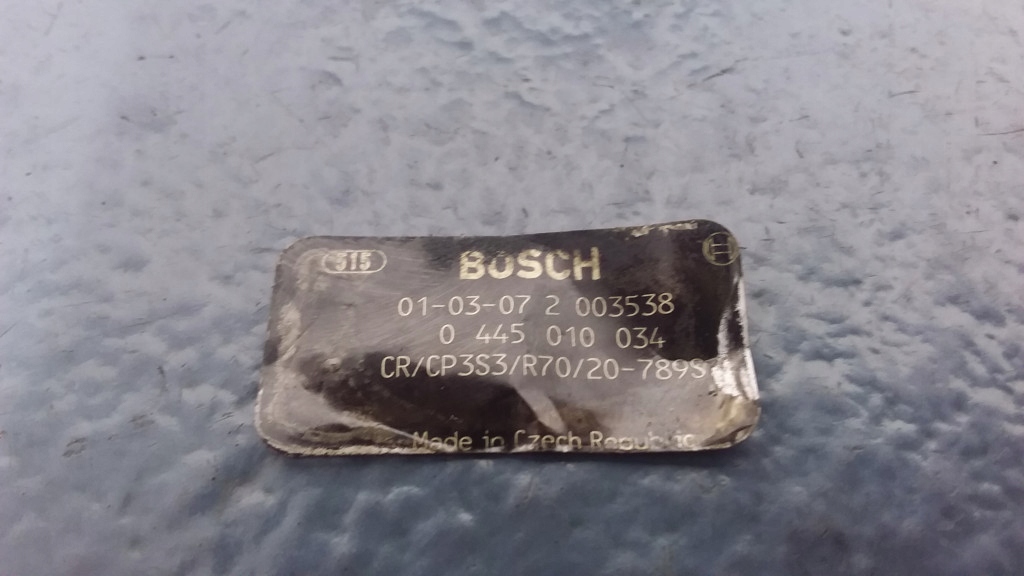 515
BOSCH
01-03-07 2 003538
0 445 010 034
CR/CP3S3/R70/20-789S
Made in Czech Republic